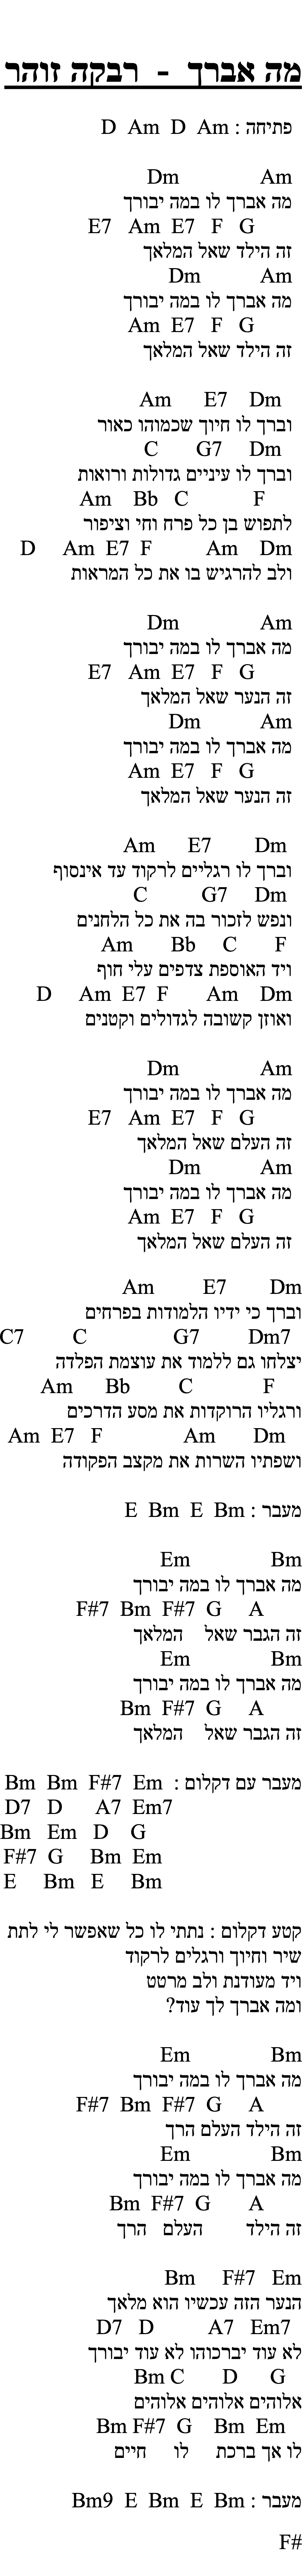 מה אברך - רבקה זוהר
פתיחה : D Am D Am
Dm Am
מה אברך לו במה יבורך
E7 Am E7 F G
זה הילד שאל המלאך
Dm Am
מה אברך לו במה יבורך
Am E7 F G
זה הילד שאל המלאך
Am E7 Dm
וברך לו חיוך שכמוהו כאור
C G7 Dm
וברך לו עיניים גדולות ורואות
Am Bb C F
לתפוש בן כל פרח וחי וציפור
D Am E7 F Am Dm
ולב להרגיש בו את כל המראות
Dm Am
מה אברך לו במה יבורך
E7 Am E7 F G
זה הנער שאל המלאך
Dm Am
מה אברך לו במה יבורך
Am E7 F G
זה הנער שאל המלאך
Am E7 Dm
וברך לו רגליים לרקוד עד אינסוף
C G7 Dm
ונפש לזכור בה את כל הלחנים
Am Bb C F
ויד האוספת צדפים עלי חוף
D Am E7 F Am Dm
ואוזן קשובה לגדולים וקטנים
Dm Am
מה אברך לו במה יבורך
E7 Am E7 F G
זה העלם שאל המלאך
Dm Am
מה אברך לו במה יבורך
Am E7 F G
זה העלם שאל המלאך
Am E7 Dm
וברך כי ידיו הלמודות בפרחים
C7 C G7 Dm7
יצלחו גם ללמוד את עוצמת הפלדה
Am Bb C F
ורגליו הרוקדות את מסע הדרכים
Am E7 F Am Dm
ושפתיו השרות את מקצב הפקודה
מעבר : E Bm E Bm
Em Bm
מה אברך לו במה יבורך
F#7 Bm F#7 G A
זה הגבר שאל המלאך
Em Bm
מה אברך לו במה יבורך
Bm F#7 G A
זה הגבר שאל המלאך
מעבר עם דקלום : Bm Bm F#7 Em
D7 D A7 Em7
Bm Em D G
F#7 G Bm Em
E Bm E Bm
קטע דקלום : נתתי לו כל שאפשר לי לתת
שיר וחיוך ורגלים לרקוד
ויד מעודנת ולב מרטט
ומה אברך לך עוד?
Em Bm
מה אברך לו במה יבורך
F#7 Bm F#7 G A
זה הילד העלם הרך
Em Bm
מה אברך לו במה יבורך
Bm F#7 G A
זה הילד העלם הרך
Bm F#7 Em
הנער הזה עכשיו הוא מלאך
D7 D A7 Em7
לא עוד יברכוהו לא עוד יבורך
Bm C D G
אלוהים אלוהים אלוהים
Bm F#7 G Bm Em
לו אך ברכת לו חיים
מעבר : Bm9 E Bm E Bm
F#